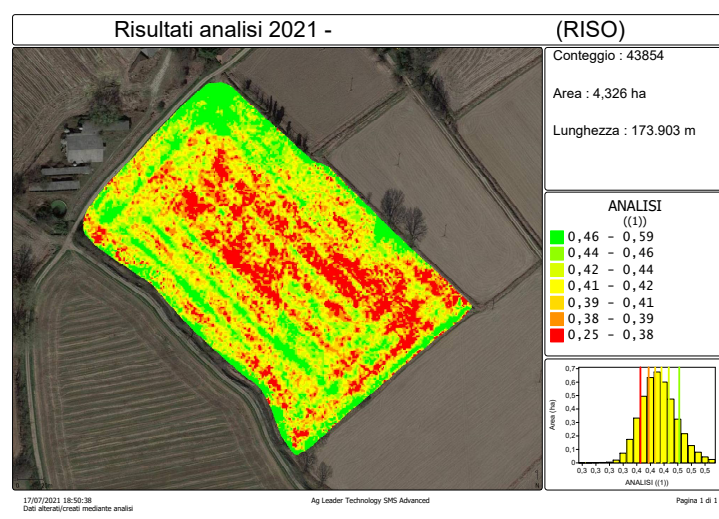 Risultati analisi 2021 - (RISO)
Conteggio : 43854
Area : 4,326 ha
Lunghezza : 173.903 m
ANALISI
((1))
0,46 - 0,59
0,44 - 0,46
0,42 - 0,44
0,41 - 0,42
0,39 - 0,41
0,38 - 0,39
0,25 - 0,38
0,7
0,6
0,5
0,4
0,3
0,2
0,1
0
Area (ha)
0,3 0,3 0,3 0,4 0,4 0,4 0,4 0,5 0,5 0,5
ANALISI ((1))
17/07/2021 18:50:38
Dati alterati/creati mediante analisi
Ag Leader Technology SMS Advanced
Pagina 1 di 1